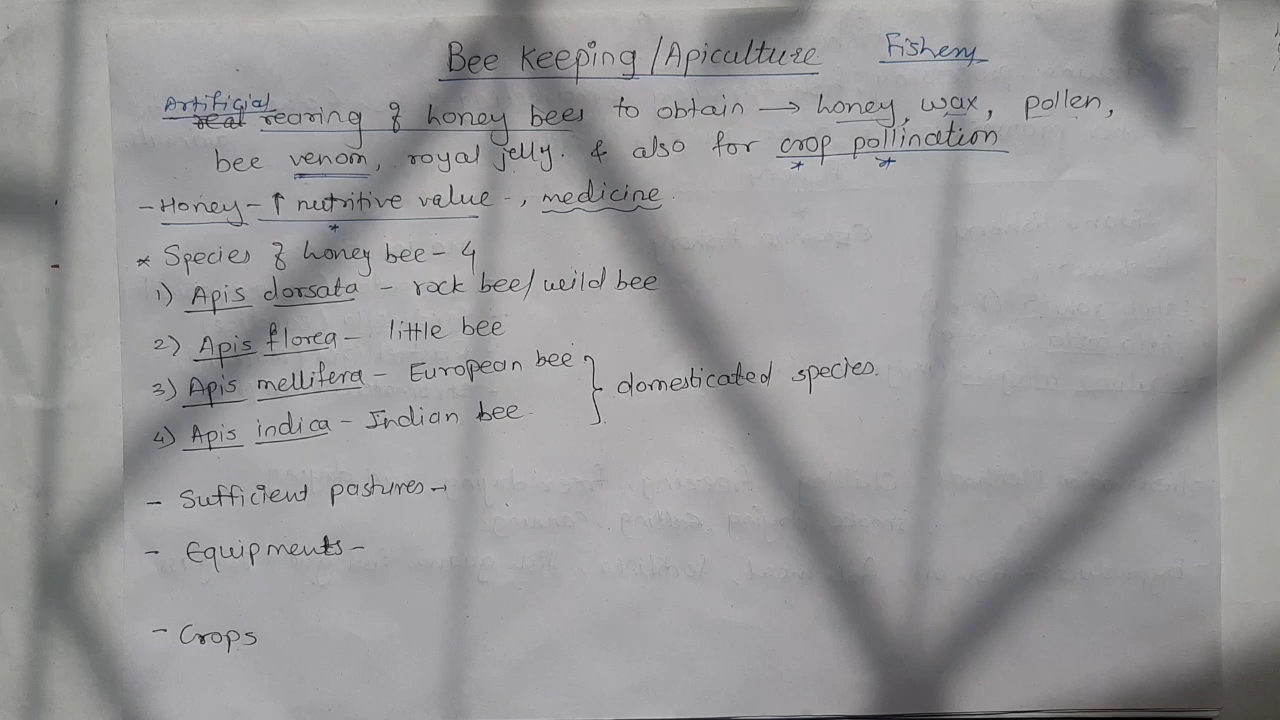 Bee Keeping/Apiculture Fishery
Artificial
real rearing of honey bees to obtain → honey, wax, pollen,
bee venom, royal jelly. & also for crop pollination
* *
- Honey - ↑ nutritive value -, medicine.
*
* Species of honey bee - 4
1) Apis dorsata - rock bee/wild bee
2) Apis florea - little bee
3) Apis mellifera - European bee } domesticated species.
4) Apis indica - Indian bee.
- Sufficient pastures -
- Equipments -
- Crops